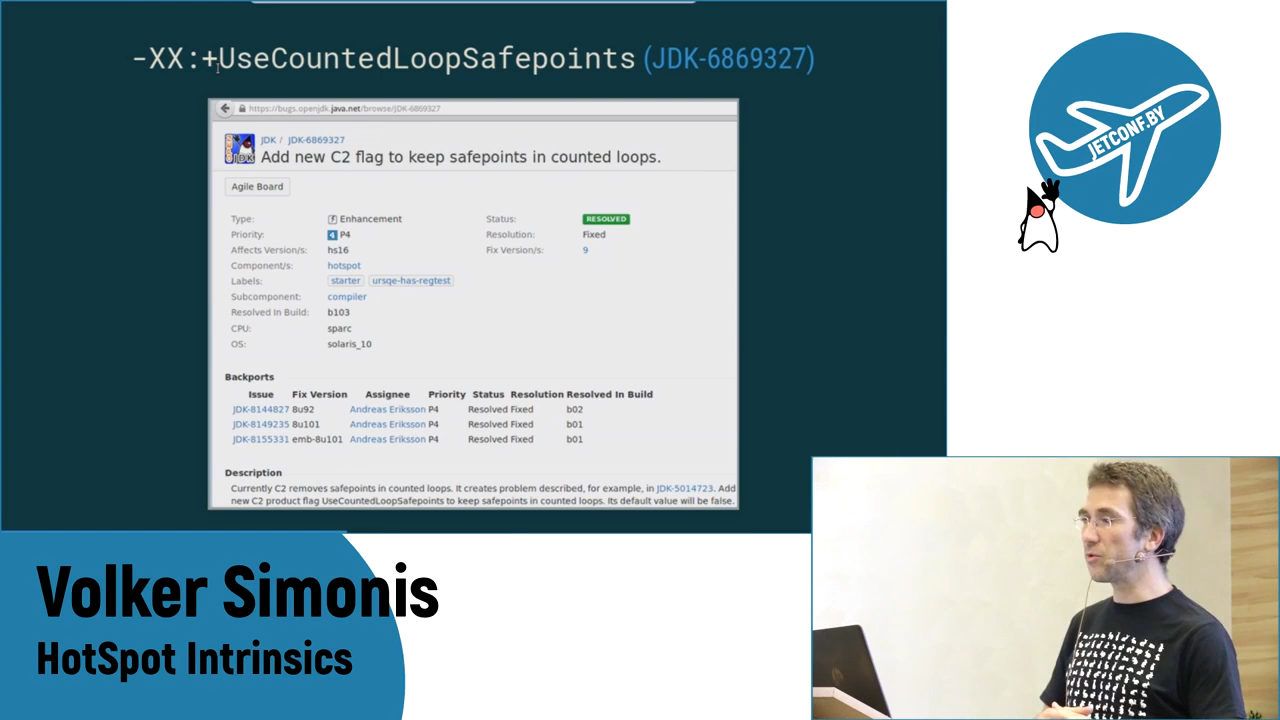 -XX:+UseCountedLoopSafepoints (JDK-6869327)
https://bugs.openjdk.java.net/browse/JDK-6869327
JDK / JDK-6869327
Add new C2 flag to keep safepoints in counted loops.
Agile Board
Type: Enhancement Status: RESOLVED
Priority: P4 Resolution: Fixed
Affects Version/s: hs16 Fix Version/s: 9
Component/s: hotspot
Labels: starter ursqe-has-regtest
Subcomponent: compiler
Resolved In Build: b103
CPU: sparc
OS: solaris_10
Backports
Issue Fix Version Assignee Priority Status Resolution Resolved In Build
JDK-8144827 8u92 Andreas Eriksson P4 Resolved Fixed b02
JDK-8149235 8u101 Andreas Eriksson P4 Resolved Fixed b01
JDK-8155331 emb-8u101 Andreas Eriksson P4 Resolved Fixed b01
Description
Currently C2 removes safepoints in counted loops. It creates problem described, for example, in JDK-5014723. Add
new C2 product flag UseCountedLoopSafepoints to keep safepoints in counted loops. Its default value will be false.
JETCONF.BY
Volker Simonis
HotSpot Intrinsics